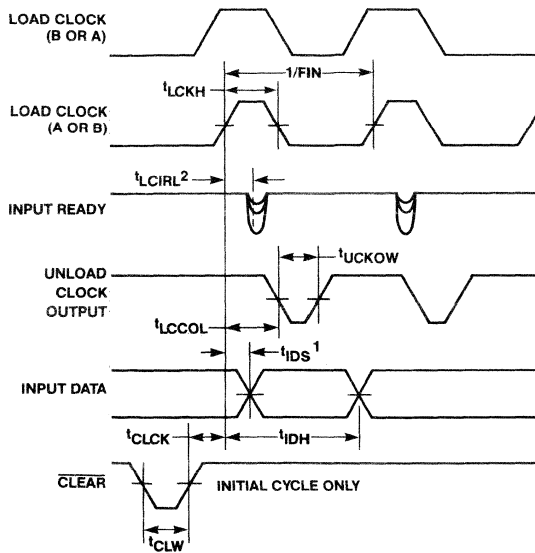 LOAD CLOCK
(B OR A)
1/FIN
tLCKH
LOAD CLOCK
(A OR B)
tLCIRL2
INPUT READY
tUCKOW
UNLOAD
CLOCK
OUTPUT
tLCCOL
tIDS1
INPUT DATA
tCLCK
tIDH
CLEAR
INITIAL CYCLE ONLY
tCLW